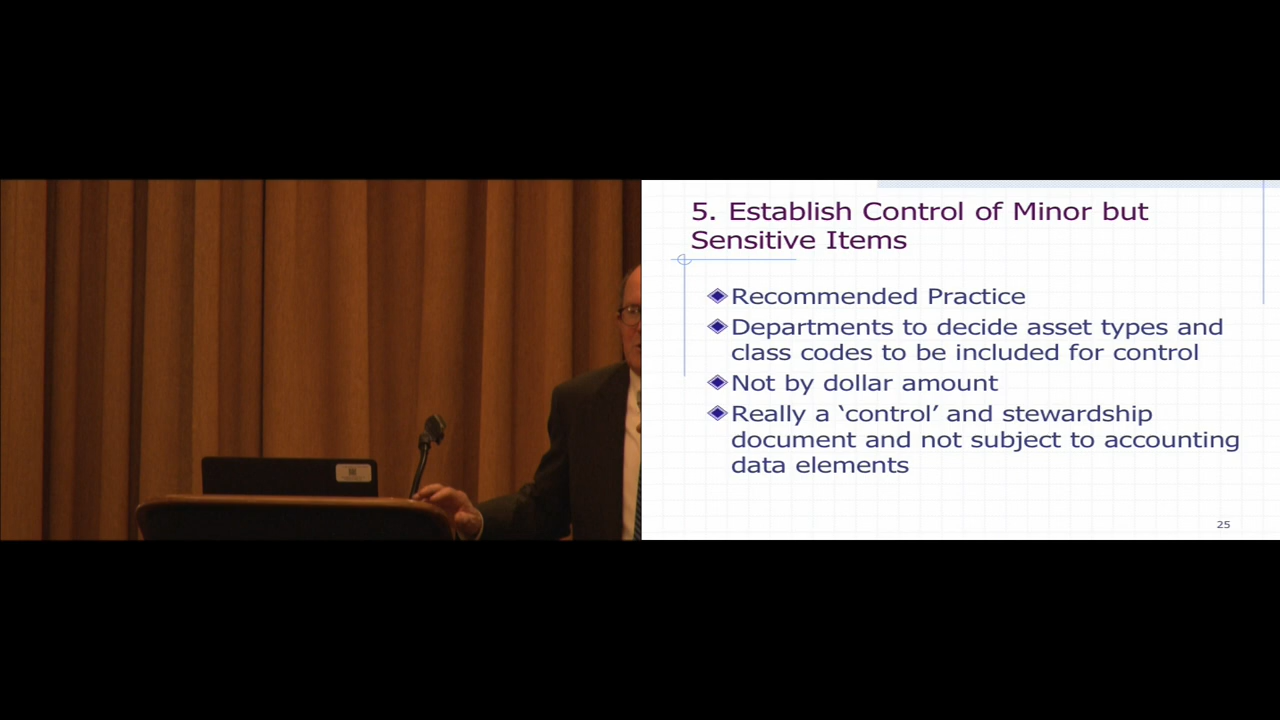 5. Establish Control of Minor but
Sensitive Items
Recommended Practice
Departments to decide asset types and
class codes to be included for control
Not by dollar amount
Really a ‘control’ and stewardship
document and not subject to accounting
data elements
25